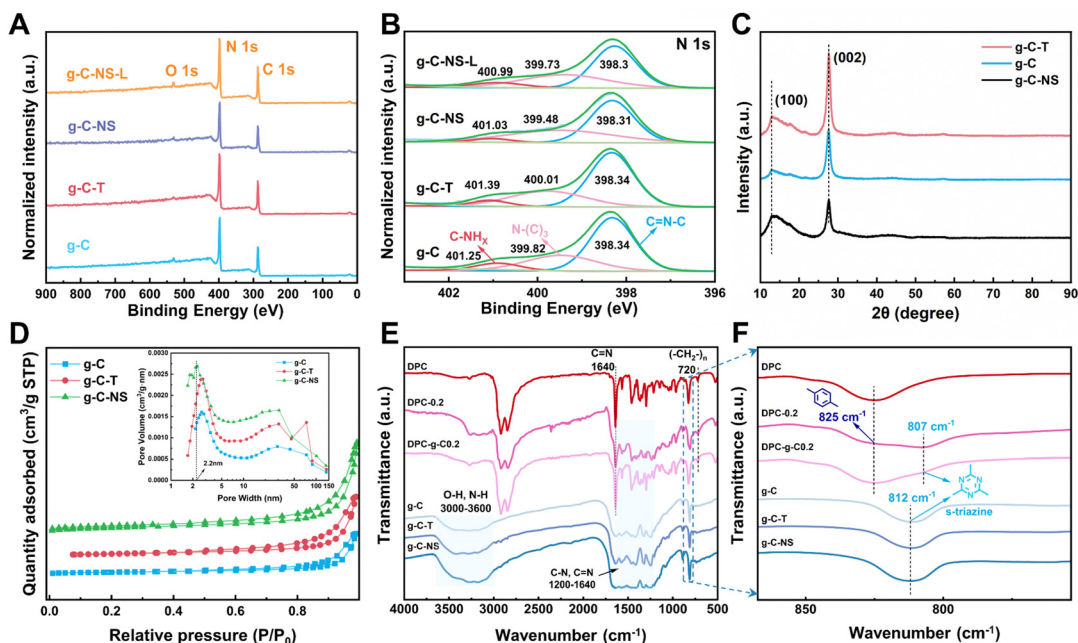 A
g-C-NS-L
O 1s
N 1s
C 1s
g-C-NS
g-C-T
g-C
Normalized intensity (a.u.)
900 800 700 600 500 400 300 200 100 0
Binding Energy (eV)
B
N 1s
g-C-NS-L
400.99
399.73
398.3
g-C-NS
401.03
399.48
398.31
g-C-T
401.39
400.01
398.34
g-C
C-NHX
401.25
N-(C)3
399.82
398.34
C=N-C
Normalized intensity (a.u.)
402 400 398 396
Binding Energy (eV)
C
g-C-T
g-C
g-C-NS
(002)
(100)
Intensity (a.u.)
10 20 30 40 50 60 70 80 90
2θ (degree)
D
g-C
g-C-T
g-C-NS
Quantity adsorbed (cm³/g STP)
0.0 0.2 0.4 0.6 0.8
Relative pressure (P/P0)
0.0030
0.0025
0.0020
0.0015
0.0010
0.0005
0.0000
Pore Volume (cm³/g·nm)
g-C
g-C-T
g-C-NS
2.2nm
2 5 10 50 100 150
Pore Width (nm)
E
DPC
C=N
1640
(-CH2-)n
720
DPC-0.2
DPC-g-C0.2
O-H, N-H
3000-3600
g-C
g-C-T
g-C-NS
C-N, C=N
1200-1640
Transmittance (a.u.)
4000 3500 3000 2500 2000 1500 1000 500
Wavenumber (cm⁻¹)
F
DPC
825 cm⁻¹
DPC-0.2
807 cm⁻¹
DPC-g-C0.2
812 cm⁻¹
s-triazine
g-C
g-C-T
g-C-NS
Transmittance (a.u.)
850 800
Wavenumber (cm⁻¹)